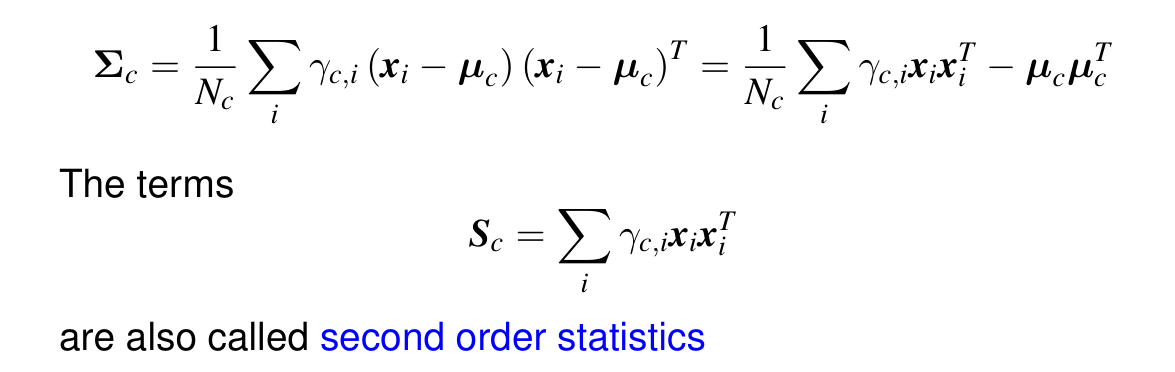 $\boldsymbol{\Sigma}_c = \frac{1}{N_c} \sum_i \gamma_{c,i} \left(\boldsymbol{x}_i - \boldsymbol{\mu}_c\right) \left(\boldsymbol{x}_i - \boldsymbol{\mu}_c\right)^T = \frac{1}{N_c} \sum_i \gamma_{c,i} \boldsymbol{x}_i \boldsymbol{x}_i^T - \boldsymbol{\mu}_c \boldsymbol{\mu}_c^T$
The terms
$\boldsymbol{S}_c = \sum_i \gamma_{c,i} \boldsymbol{x}_i \boldsymbol{x}_i^T$
are also called second order statistics